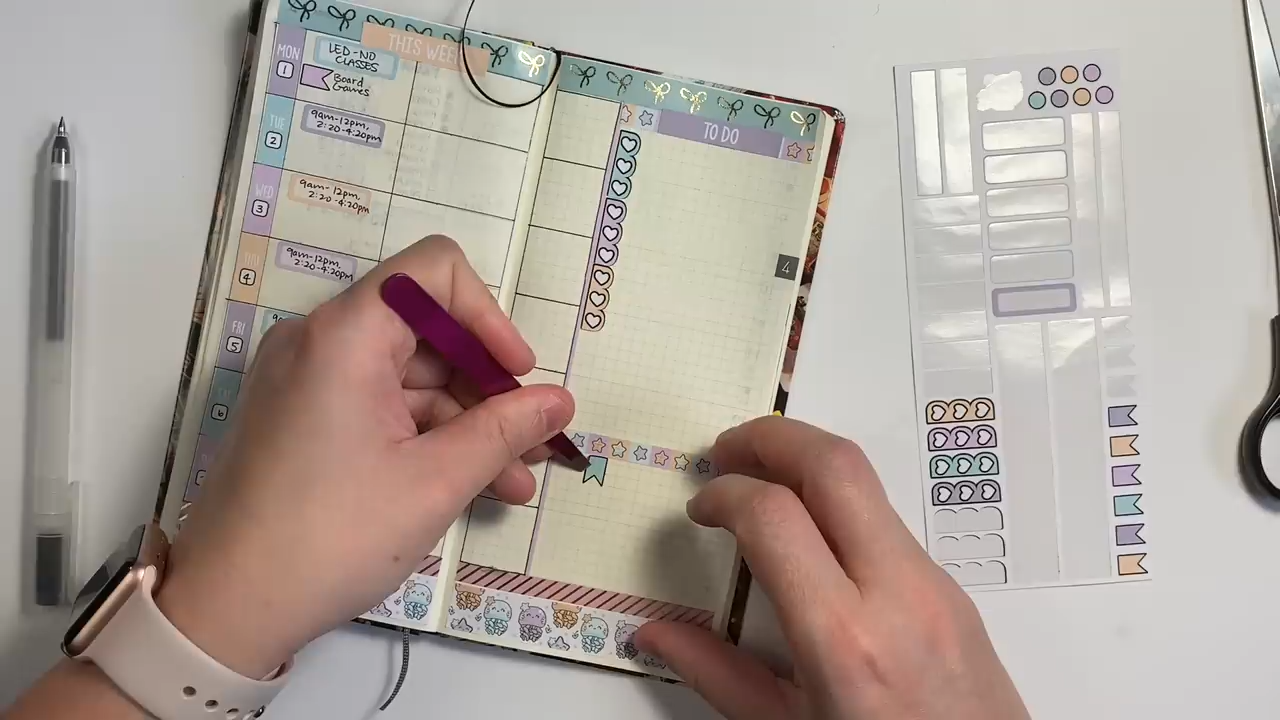 THIS WEEK
MON
1
LED-NO
CLASSES
Board
Games
TUE
2
9am-12pm,
2:20-4:20pm
WED
3
9am-12pm,
2:20-4:20pm
4
9am-12pm,
2:20-4:20pm
FRI
5
6
TO DO
4